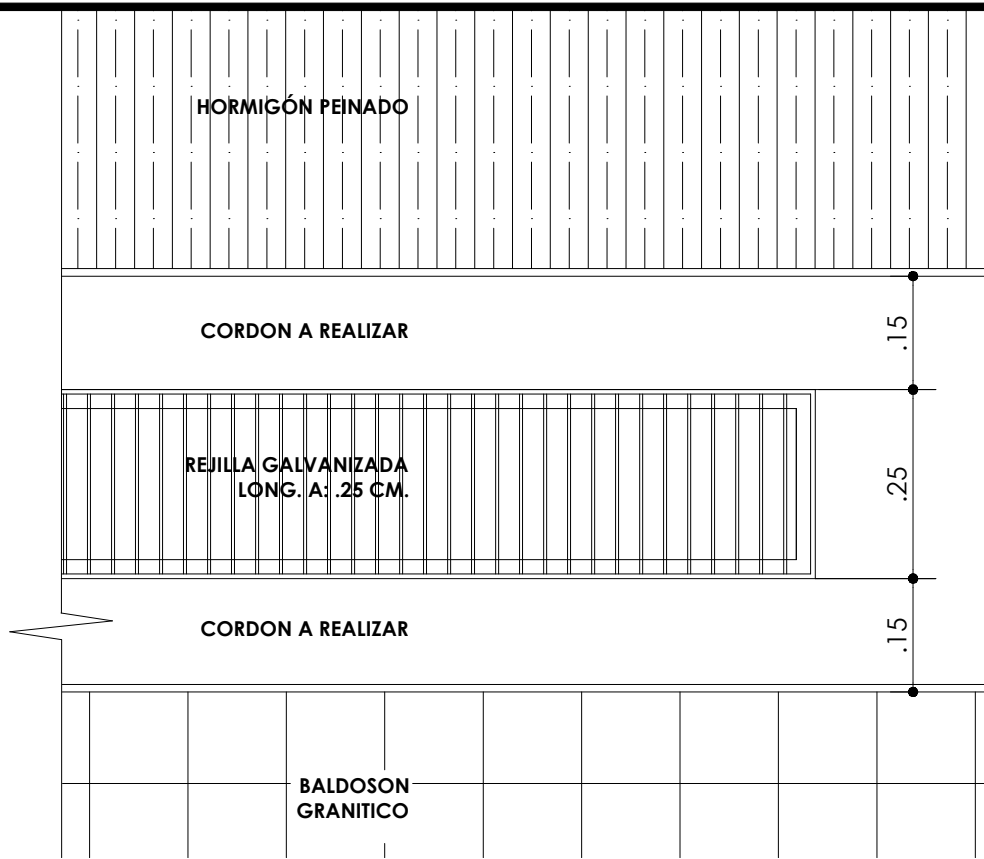 HORMIGÓN PEINADO
CORDON A REALIZAR
.15
REJILLA GALVANIZADA
LONG. A: .25 CM.
.25
CORDON A REALIZAR
.15
BALDOSON
GRANITICO